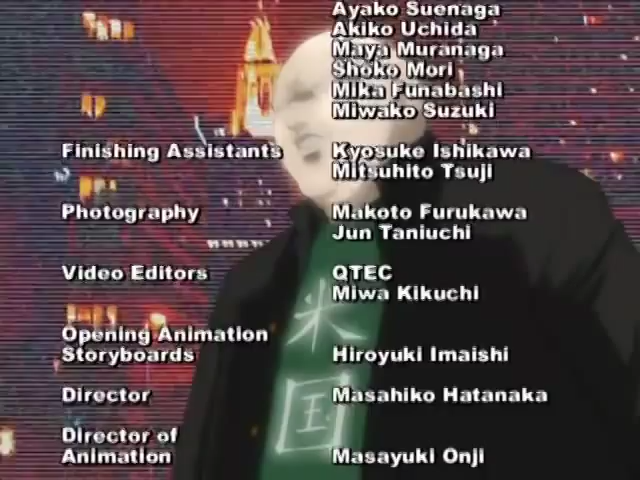 Ayako Suenaga
Akiko Uchida
Maya Muranaga
Shoko Mori
Mika Funabashi
Miwako Suzuki
Finishing Assistants
Kyosuke Ishikawa
Mitsuhito Tsuji
Photography
Makoto Furukawa
Jun Taniuchi
Video Editors
QTEC
Miwa Kikuchi
Opening Animation
Storyboards
Hiroyuki Imaishi
Director
Masahiko Hatanaka
Director of
Animation
Masayuki Onji
米
国